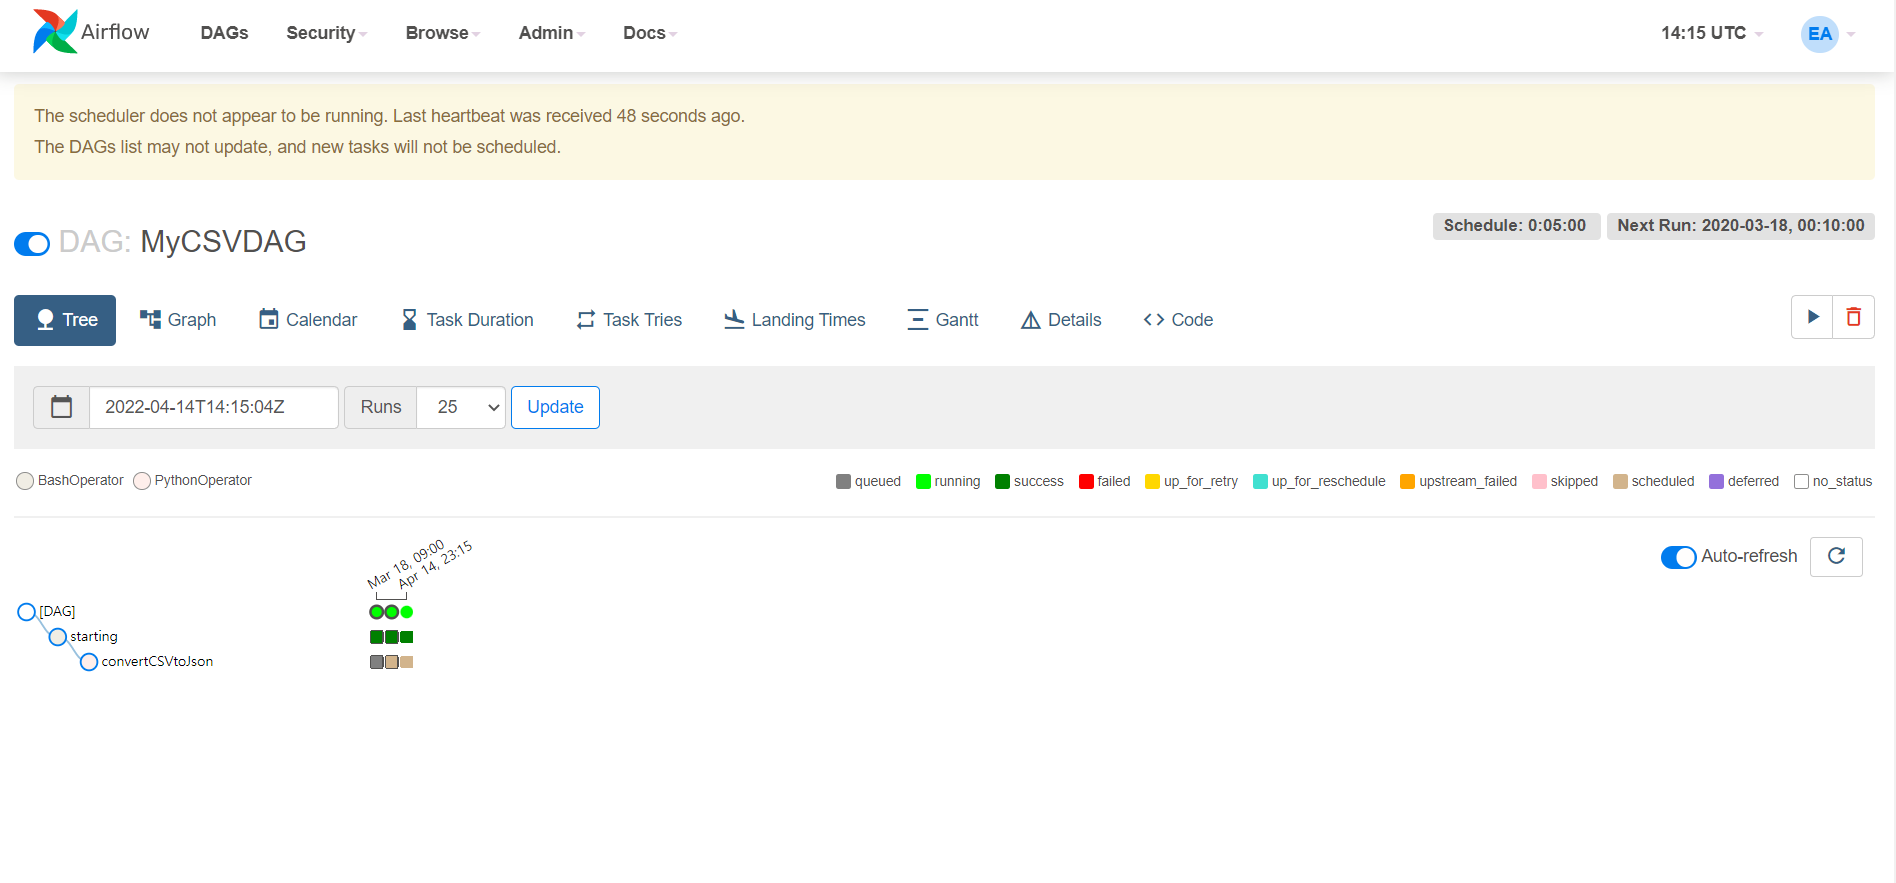 Airflow DAGs Security Browse Admin Docs 14:15 UTC EA
The scheduler does not appear to be running. Last heartbeat was received 48 seconds ago.
The DAGs list may not update, and new tasks will not be scheduled.
Schedule: 0:05:00 Next Run: 2020-03-18, 00:10:00
DAG: MyCSVDAG
Tree Graph Calendar Task Duration Task Tries Landing Times Gantt Details Code
2022-04-14T14:15:04Z Runs 25 Update
BashOperator PythonOperator queued running success failed up_for_retry up_for_reschedule upstream_failed skipped scheduled deferred no_status
Mar 18, 09:00
Apr 14, 23:15
Auto-refresh
[DAG]
starting
convertCSVtoJson